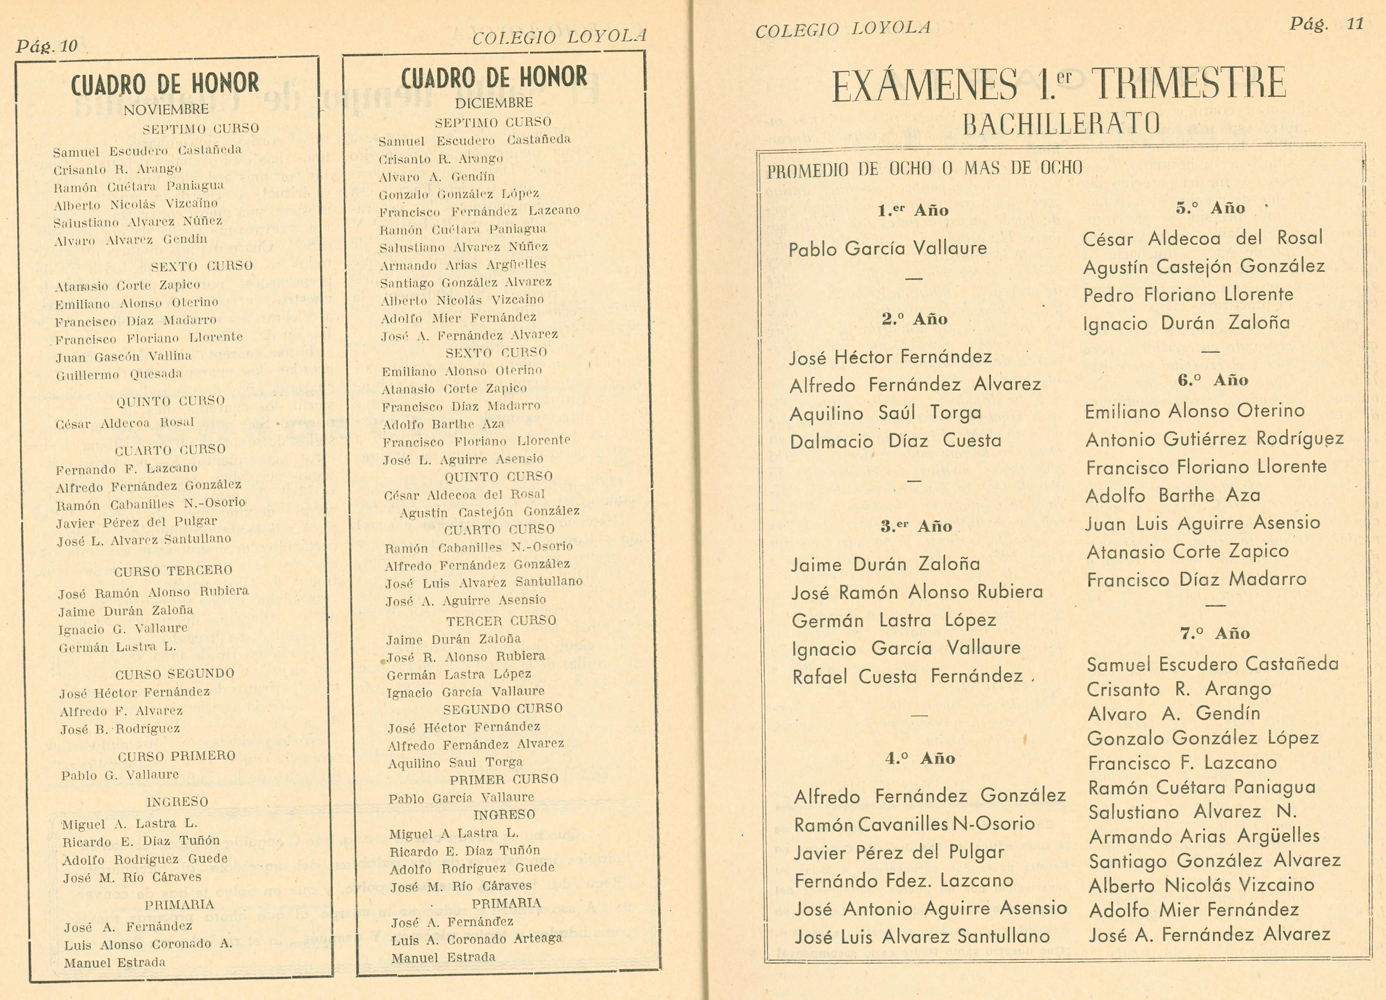 Pág. 10
COLEGIO LOYOLA
CUADRO DE HONOR
NOVIEMBRE
SEPTIMO CURSO
Samuel Escudero Castañeda
Crisanto R. Arango
Ramón Cuétara Paniagua
Alberto Nicolás Vizcaíno
Salustiano Alvarez Núñez
Alvaro Alvarez Gendín
SEXTO CURSO
Atanasio Corte Zapico
Emiliano Alonso Oterino
Francisco Díaz Madarro
Francisco Floriano Llorente
Juan Gascón Vallina
Guillermo Quesada
QUINTO CURSO
César Aldecoa Rosal
CUARTO CURSO
Fernando F. Lazcano
Alfredo Fernández González
Ramón Cabanilles N.-Osorio
Javier Pérez del Pulgar
José L. Alvarez Santullano
CURSO TERCERO
José Ramón Alonso Rubiera
Jaime Durán Zaloña
Ignacio G. Vallaure
Germán Lastra L.
CURSO SEGUNDO
José Héctor Fernández
Alfredo F. Alvarez
José B. Rodríguez
CURSO PRIMERO
Pablo G. Vallaure
INGRESO
Miguel A. Lastra L.
Ricardo E. Díaz Tuñón
Adolfo Rodríguez Guede
José M. Río Cáraves
PRIMARIA
José A. Fernández
Luis Alonso Coronado A.
Manuel Estrada
CUADRO DE HONOR
DICIEMBRE
SEPTIMO CURSO
Samuel Escudero Castañeda
Crisanto R. Arango
Alvaro A. Gendín
Gonzalo González López
Francisco Fernández Lazcano
Ramón Cuétara Paniagua
Salustiano Alvarez Núñez
Armando Arias Argüelles
Santiago González Alvarez
Alberto Nicolás Vizcaino
Adolfo Mier Fernández
José A. Fernández Alvarez
SEXTO CURSO
Emiliano Alonso Oterino
Atanasio Corte Zapico
Francisco Díaz Madarro
Adolfo Barthe Aza
Francisco Floriano Llorente
José L. Aguirre Asensio
QUINTO CURSO
César Aldecoa del Rosal
Agustín Castejón González
CUARTO CURSO
Ramón Cabanilles N.-Osorio
Alfredo Fernández González
José Luis Alvarez Santullano
José A. Aguirre Asensio
TERCER CURSO
Jaime Durán Zaloña
José R. Alonso Rubiera
Germán Lastra López
Ignacio García Vallaure
SEGUNDO CURSO
José Héctor Fernández
Alfredo Fernández Alvarez
Aquilino Saul Torga
PRIMER CURSO
Pablo García Vallaure
INGRESO
Miguel A Lastra L.
Ricardo E. Díaz Tuñón
Adolfo Rodríguez Guede
José M. Río Cáraves
PRIMARIA
José A. Fernández
Luis A. Coronado Arteaga
Manuel Estrada
COLEGIO LOYOLA
Pág. 11
EXÁMENES 1.er TRIMESTRE
BACHILLERATO
PROMEDIO DE OCHO O MAS DE OCHO
1.er Año
Pablo García Vallaure
2.º Año
José Héctor Fernández
Alfredo Fernández Alvarez
Aquilino Saúl Torga
Dalmacio Díaz Cuesta
3.er Año
Jaime Durán Zaloña
José Ramón Alonso Rubiera
Germán Lastra López
Ignacio García Vallaure
Rafael Cuesta Fernández.
4.º Año
Alfredo Fernández González
Ramón Cavanilles N-Osorio
Javier Pérez del Pulgar
Fernándo Fdez. Lazcano
José Antonio Aguirre Asensio
José Luis Alvarez Santullano
5.º Año
César Aldecoa del Rosal
Agustín Castejón González
Pedro Floriano Llorente
Ignacio Durán Zaloña
6.º Año
Emiliano Alonso Oterino
Antonio Gutiérrez Rodríguez
Francisco Floriano Llorente
Adolfo Barthe Aza
Juan Luis Aguirre Asensio
Atanasio Corte Zapico
Francisco Díaz Madarro
7.º Año
Samuel Escudero Castañeda
Crisanto R. Arango
Alvaro A. Gendín
Gonzalo González López
Francisco F. Lazcano
Ramón Cuétara Paniagua
Salustiano Alvarez N.
Armando Arias Argüelles
Santiago González Alvarez
Alberto Nicolás Vizcaino
Adolfo Mier Fernández
José A. Fernández Alvarez